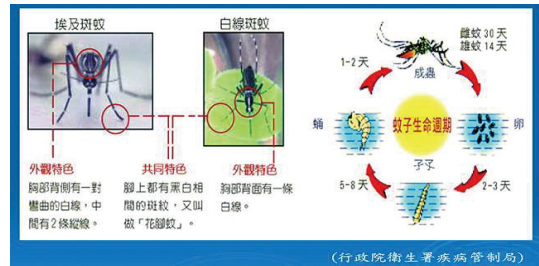 埃及斑蚊
白線斑蚊
外觀特色
胸部背側有一對
彎曲的白線,中
間有2條縱線。
共同特色
腳上都有黑白相
間的斑紋,又叫
做「花腳蚊」。
外觀特色
胸部背面有一條
白線。
雌蚊30天
雄蚊14天
成蟲
1-2天
蛹
蚊子生命週期
卵
孑孓
5-8天
2-3天
(行政院衛生署疾病管制局)